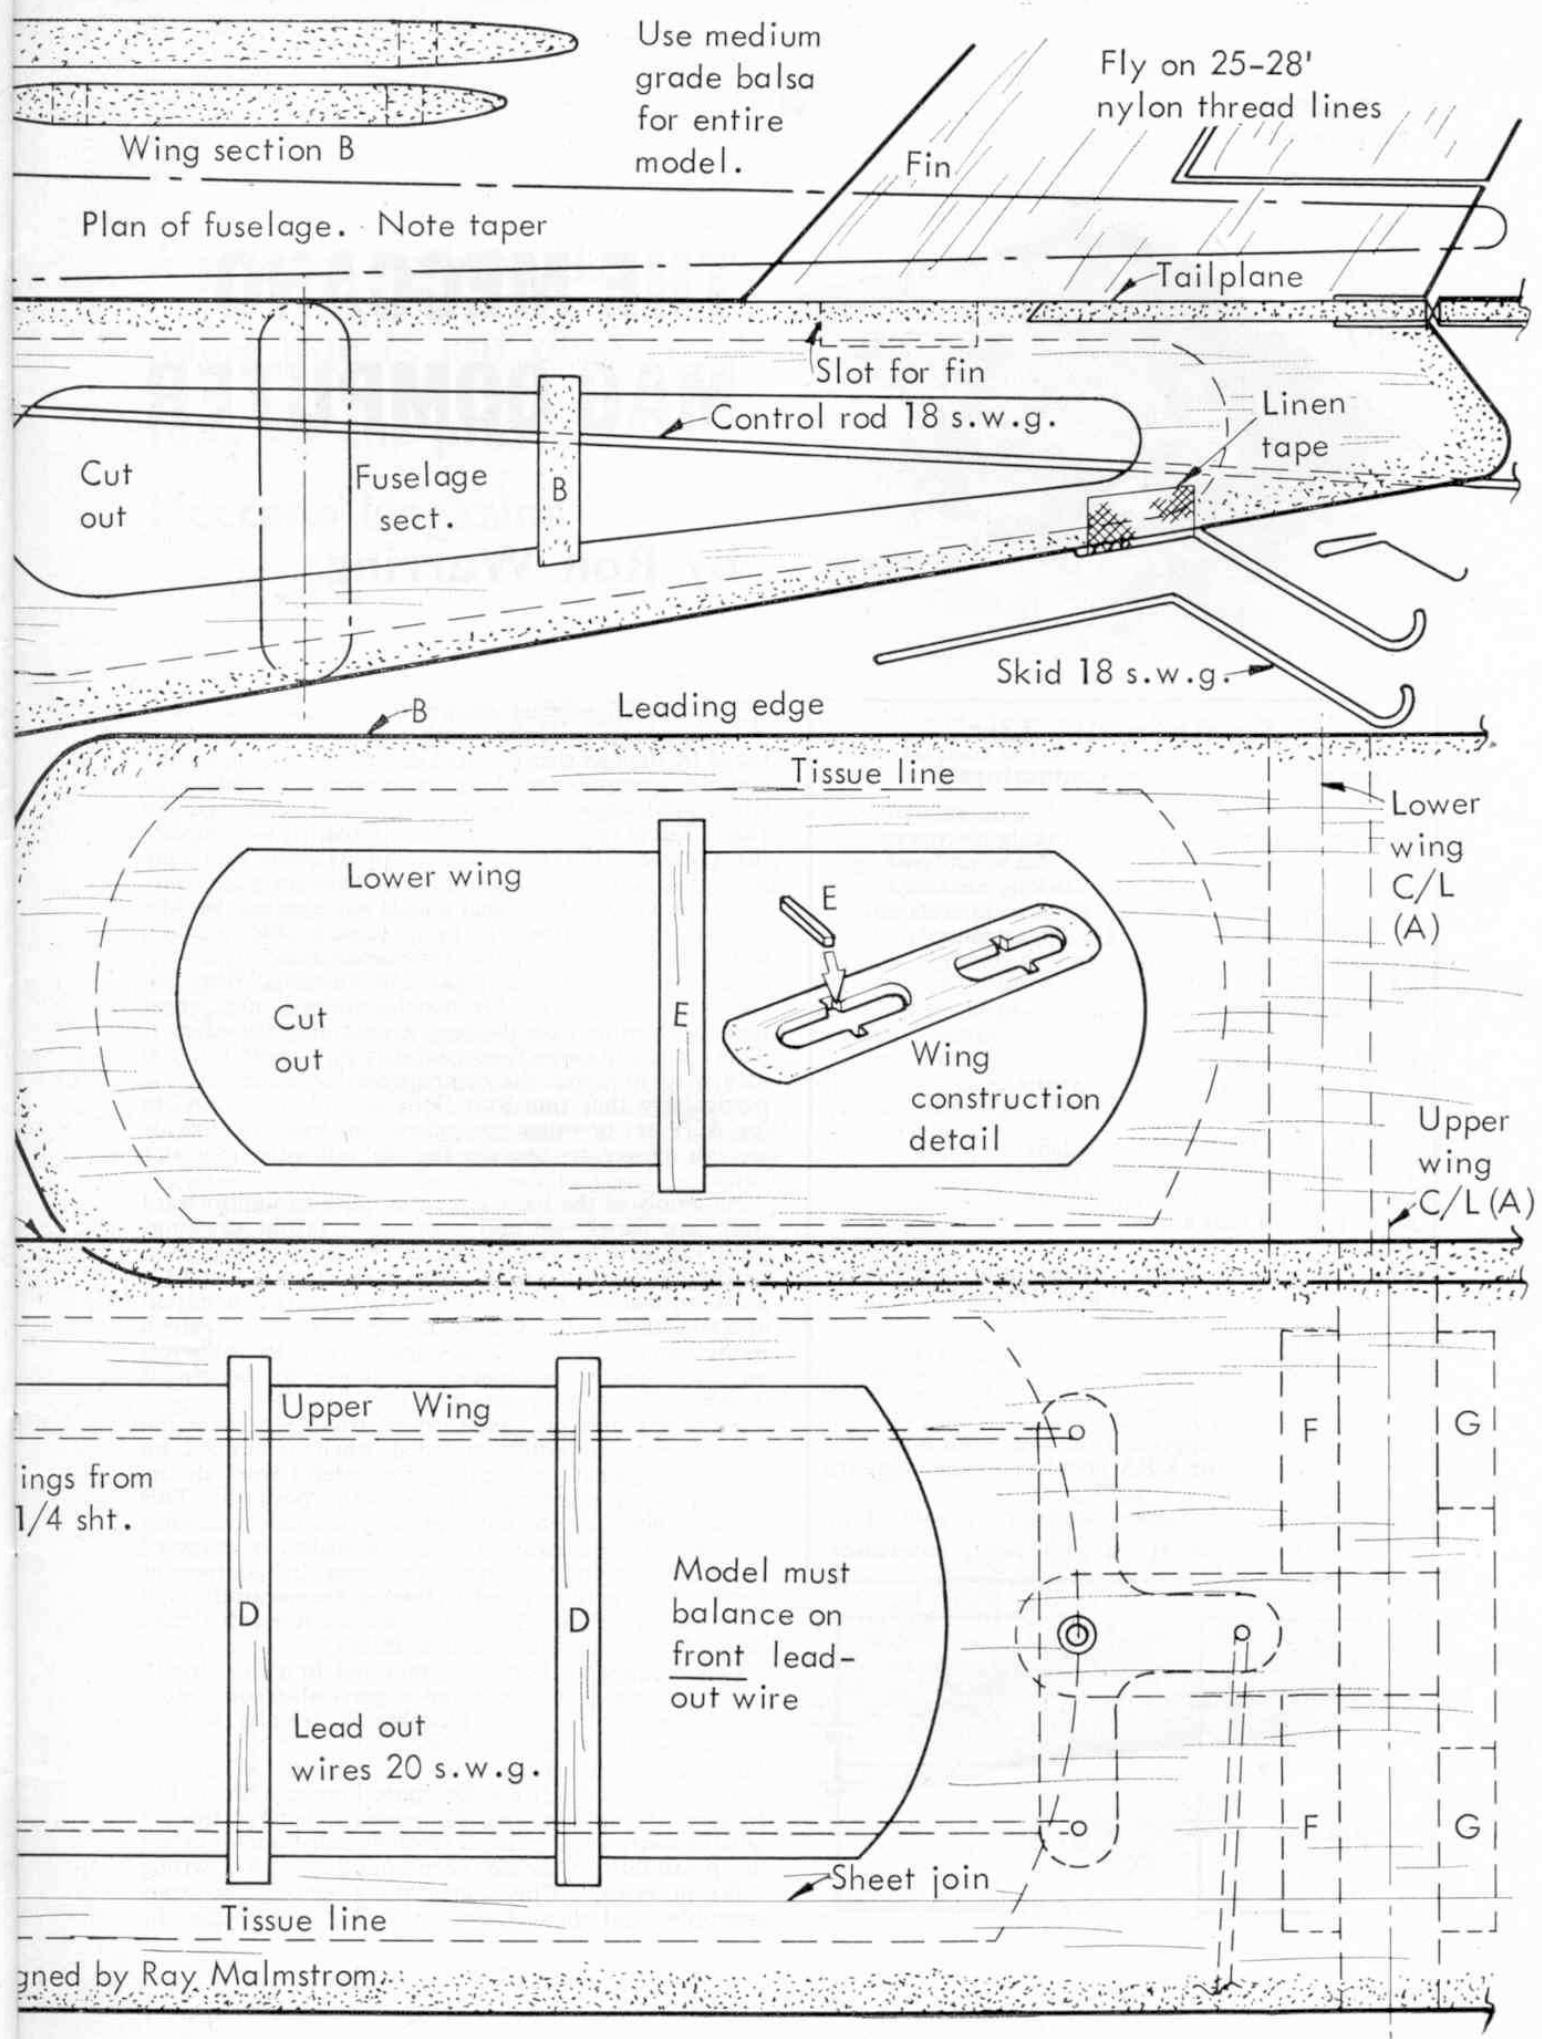 Use medium
grade balsa
for entire
model.
Fly on 25-28'
nylon thread lines
Wing section B
Fin
Plan of fuselage. Note taper
Tailplane
Slot for fin
Control rod 18 s.w.g.
Linen
tape
Cut
out
Fuselage
sect.
B
Skid 18 s.w.g.
B
Leading edge
Tissue line
Lower
wing
C/L
(A)
Lower wing
E
Cut
out
E
Wing
construction
detail
Upper
wing
C/L (A)
Upper Wing
F
G
ings from
1/4 sht.
D
D
Model must
balance on
front lead-
out wire
Lead out
wires 20 s.w.g.
F
G
Sheet join
Tissue line
gned by Ray Malmstrom.